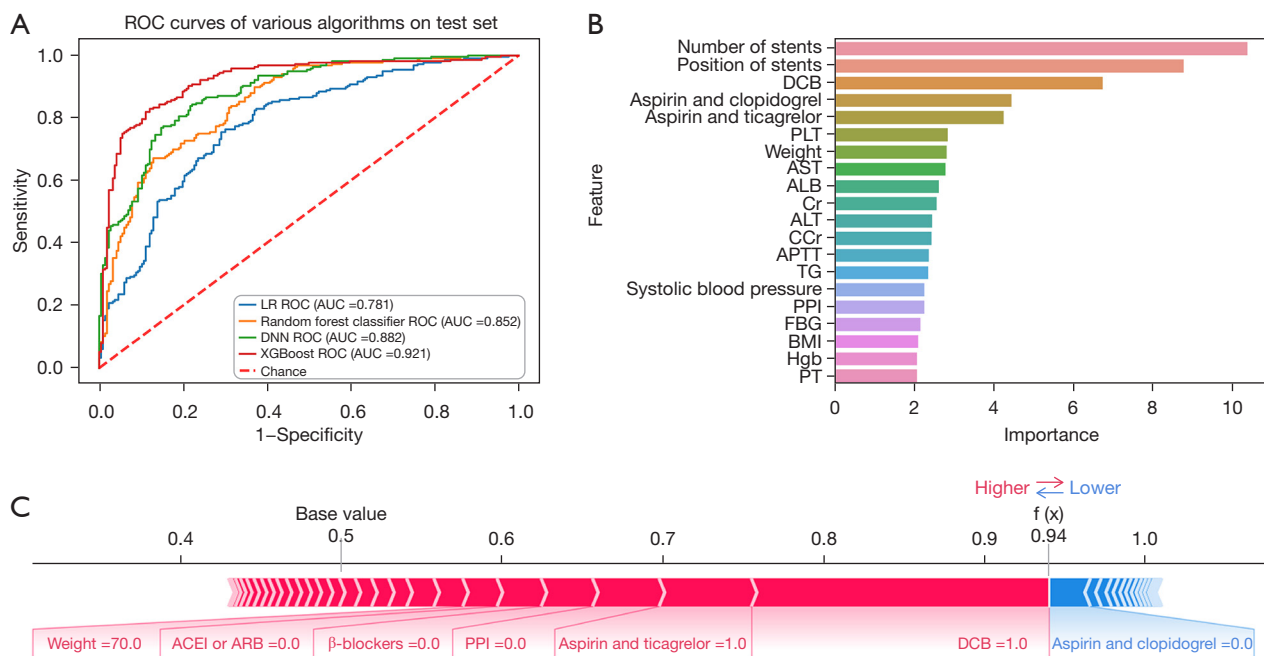 A
ROC curves of various algorithms on test set
1.0
0.8
0.6
0.4
0.2
0.0
Sensitivity
0.0 0.2 0.4 0.6 0.8 1.0
1−Specificity
LR ROC (AUC =0.781)
Random forest classifier ROC (AUC =0.852)
DNN ROC (AUC =0.882)
XGBoost ROC (AUC =0.921)
Chance
B
Feature
Number of stents
Position of stents
DCB
Aspirin and clopidogrel
Aspirin and ticagrelor
PLT
Weight
AST
ALB
Cr
ALT
CCr
APTT
TG
Systolic blood pressure
PPI
FBG
BMI
Hgb
PT
0 2 4 6 8 10
Importance
C
Higher Lower
Base value f (x)
0.4 0.5 0.6 0.7 0.8 0.9 0.94 1.0
Weight =70.0 ACEI or ARB =0.0 β-blockers =0.0 PPI =0.0 Aspirin and ticagrelor =1.0 DCB =1.0 Aspirin and clopidogrel =0.0